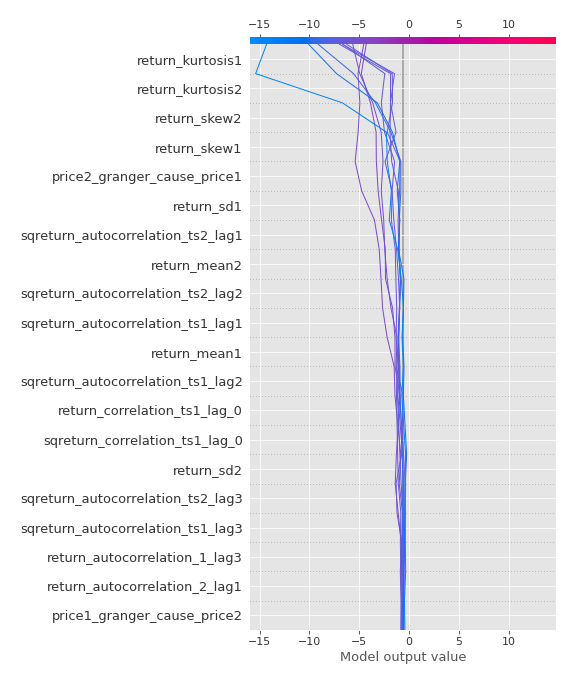 −15 −10 −5 0 5 10
return_kurtosis1
return_kurtosis2
return_skew2
return_skew1
price2_granger_cause_price1
return_sd1
sqreturn_autocorrelation_ts2_lag1
return_mean2
sqreturn_autocorrelation_ts2_lag2
sqreturn_autocorrelation_ts1_lag1
return_mean1
sqreturn_autocorrelation_ts1_lag2
return_correlation_ts1_lag_0
sqreturn_correlation_ts1_lag_0
return_sd2
sqreturn_autocorrelation_ts2_lag3
sqreturn_autocorrelation_ts1_lag3
return_autocorrelation_1_lag3
return_autocorrelation_2_lag1
price1_granger_cause_price2
−15 −10 −5 0 5 10
Model output value